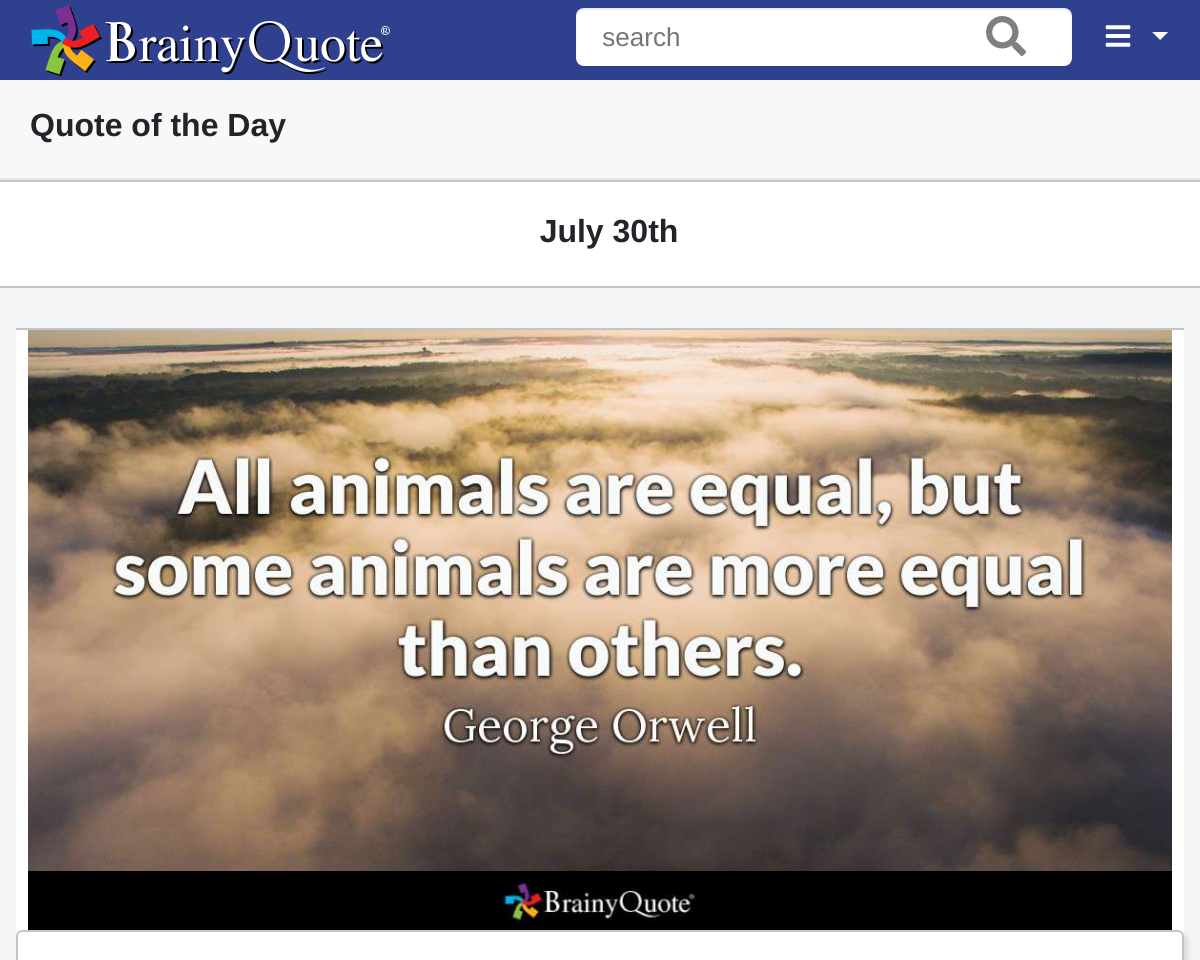 BrainyQuote®
search
Quote of the Day
July 30th
All animals are equal, but
some animals are more equal
than others.
George Orwell
BrainyQuote®